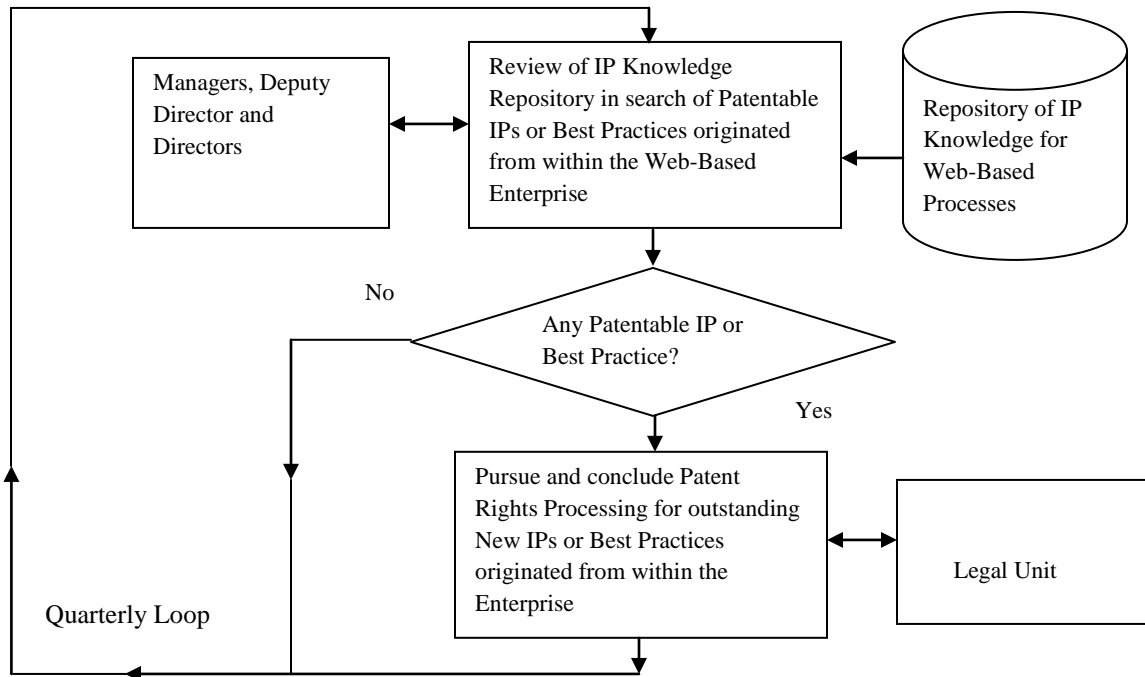 Managers, Deputy
Director and
Directors
Review of IP Knowledge
Repository in search of Patentable
IPs or Best Practices originated
from within the Web-Based
Enterprise
Repository of IP
Knowledge for
Web-Based
Processes
No
Any Patentable IP or
Best Practice?
Yes
Pursue and conclude Patent
Rights Processing for outstanding
New IPs or Best Practices
originated from within the
Enterprise
Legal Unit
Quarterly Loop